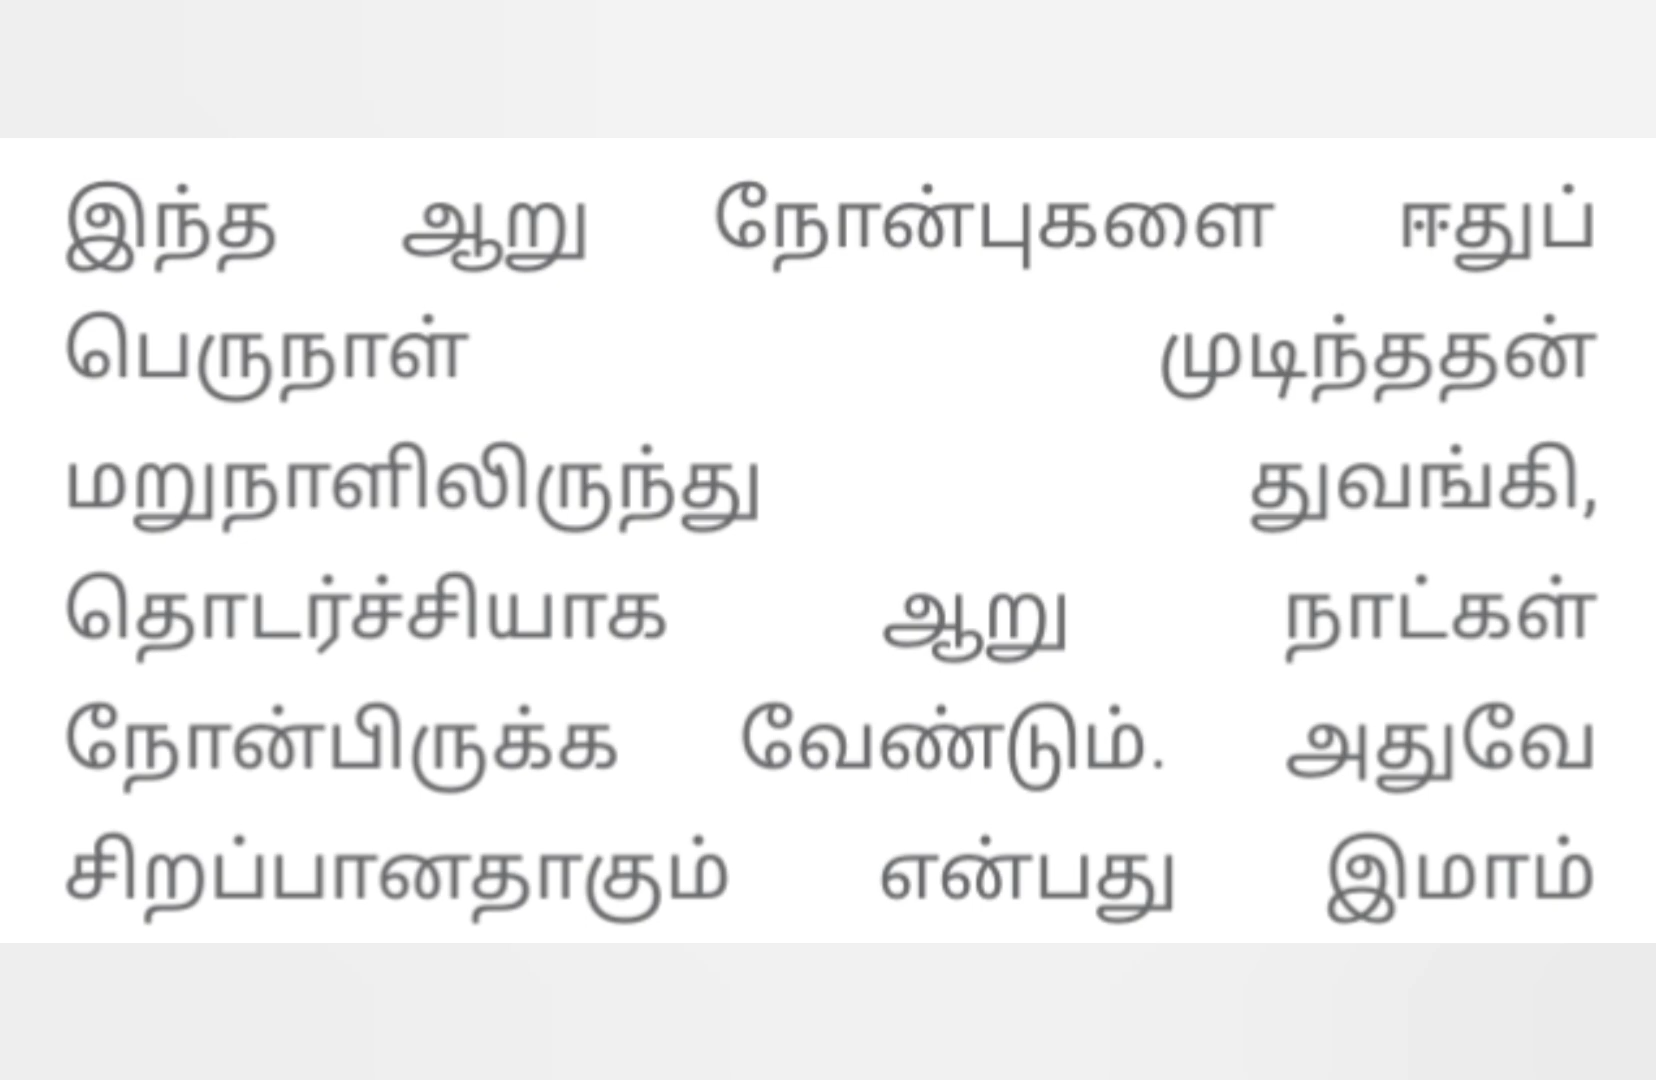 இந்த ஆறு நோன்புகளை ஈதுப்
பெருநாள் முடிந்ததன்
மறுநாளிலிருந்து துவங்கி,
தொடர்ச்சியாக ஆறு நாட்கள்
நோன்பிருக்க வேண்டும். அதுவே
சிறப்பானதாகும் என்பது இமாம்